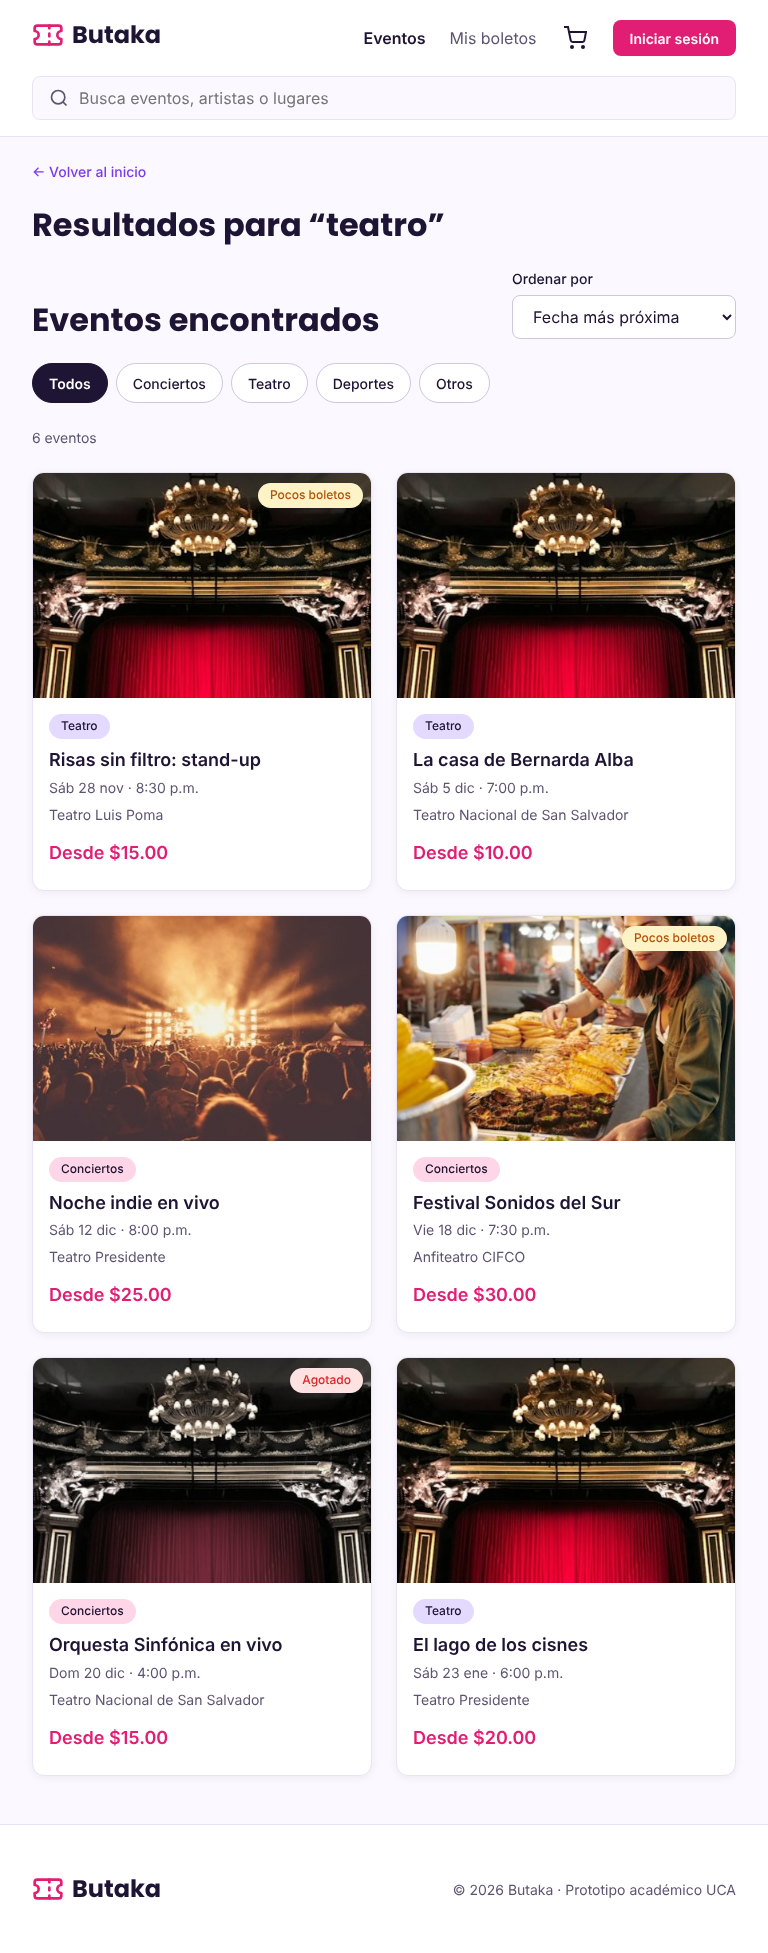 Butaka
Eventos
Mis boletos
Iniciar sesión
Busca eventos, artistas o lugares
← Volver al inicio
Resultados para “teatro”
Ordenar por
Eventos encontrados
Fecha más próxima
Todos
Conciertos
Teatro
Deportes
Otros
6 eventos
Pocos boletos
Teatro
Risas sin filtro: stand-up
Sáb 28 nov · 8:30 p.m.
Teatro Luis Poma
Desde $15.00
Teatro
La casa de Bernarda Alba
Sáb 5 dic · 7:00 p.m.
Teatro Nacional de San Salvador
Desde $10.00
Conciertos
Noche indie en vivo
Sáb 12 dic · 8:00 p.m.
Teatro Presidente
Desde $25.00
Pocos boletos
Conciertos
Festival Sonidos del Sur
Vie 18 dic · 7:30 p.m.
Anfiteatro CIFCO
Desde $30.00
Agotado
Conciertos
Orquesta Sinfónica en vivo
Dom 20 dic · 4:00 p.m.
Teatro Nacional de San Salvador
Desde $15.00
Teatro
El lago de los cisnes
Sáb 23 ene · 6:00 p.m.
Teatro Presidente
Desde $20.00
Butaka
© 2026 Butaka · Prototipo académico UCA